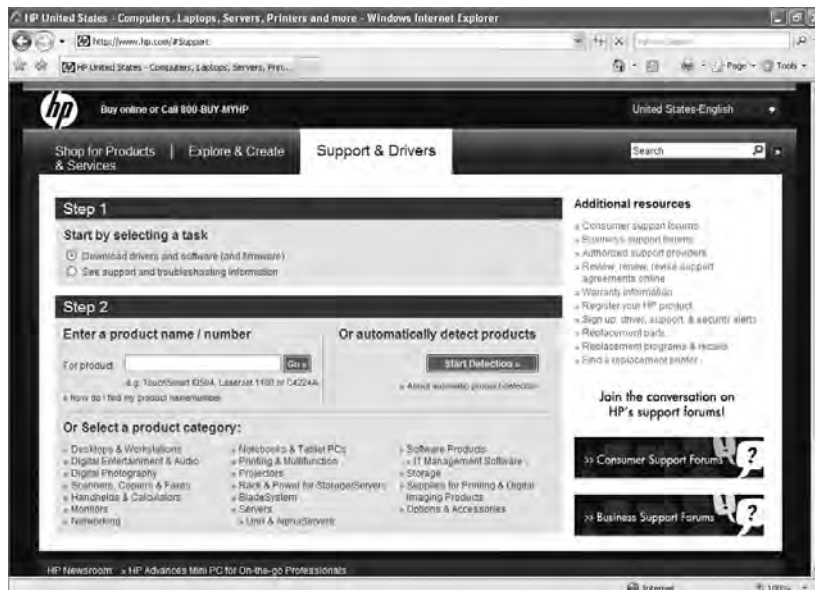 HP United States - Computers, Laptops, Servers, Printers and more - Windows Internet Explorer
http://www.hp.com/#Support
HP United States - Computers, Laptops, Servers, Prin...
Page
Tools
hp
Buy online or Call 800-BUY-MYHP
United States-English
Shop for Products
& Services
Explore & Create
Support & Drivers
Search
Step 1
Start by selecting a task
Download drivers and software (and firmware)
See support and troubleshooting information
Step 2
Enter a product name / number
For product
Go »
e.g. TouchSmart IQ504, LaserJet 1100 or C4224A
» How do I find my product name/number
Or automatically detect products
Start Detection »
» About automatic product detection
Or Select a product category:
» Desktops & Workstations
» Digital Entertainment & Audio
» Digital Photography
» Scanners, Copiers & Faxes
» Handhelds & Calculators
» Monitors
» Networking
» Notebooks & Tablet PCs
» Printing & Multifunction
» Projectors
» Rack & Power for Storage/Servers
» BladeSystem
» Servers
» Unix & AlphaServers
» Software Products
» IT Management Software
» Storage
» Supplies for Printing & Digital
Imaging Products
» Options & Accessories
Additional resources
» Consumer support forums
» Business support forums
» Authorized support providers
» Review, renew, revise support
agreements online
» Warranty information
» Register your HP product
» Sign up: driver, support, & security alerts
» Replacement parts
» Replacement programs & recalls
» Find a replacement printer
Join the conversation on
HP's support forums!
>> Consumer Support Forums
?
>> Business Support Forums
?
HP Newsroom: » HP Advances Mini PC for On-the-go Professionals
Internet
100%